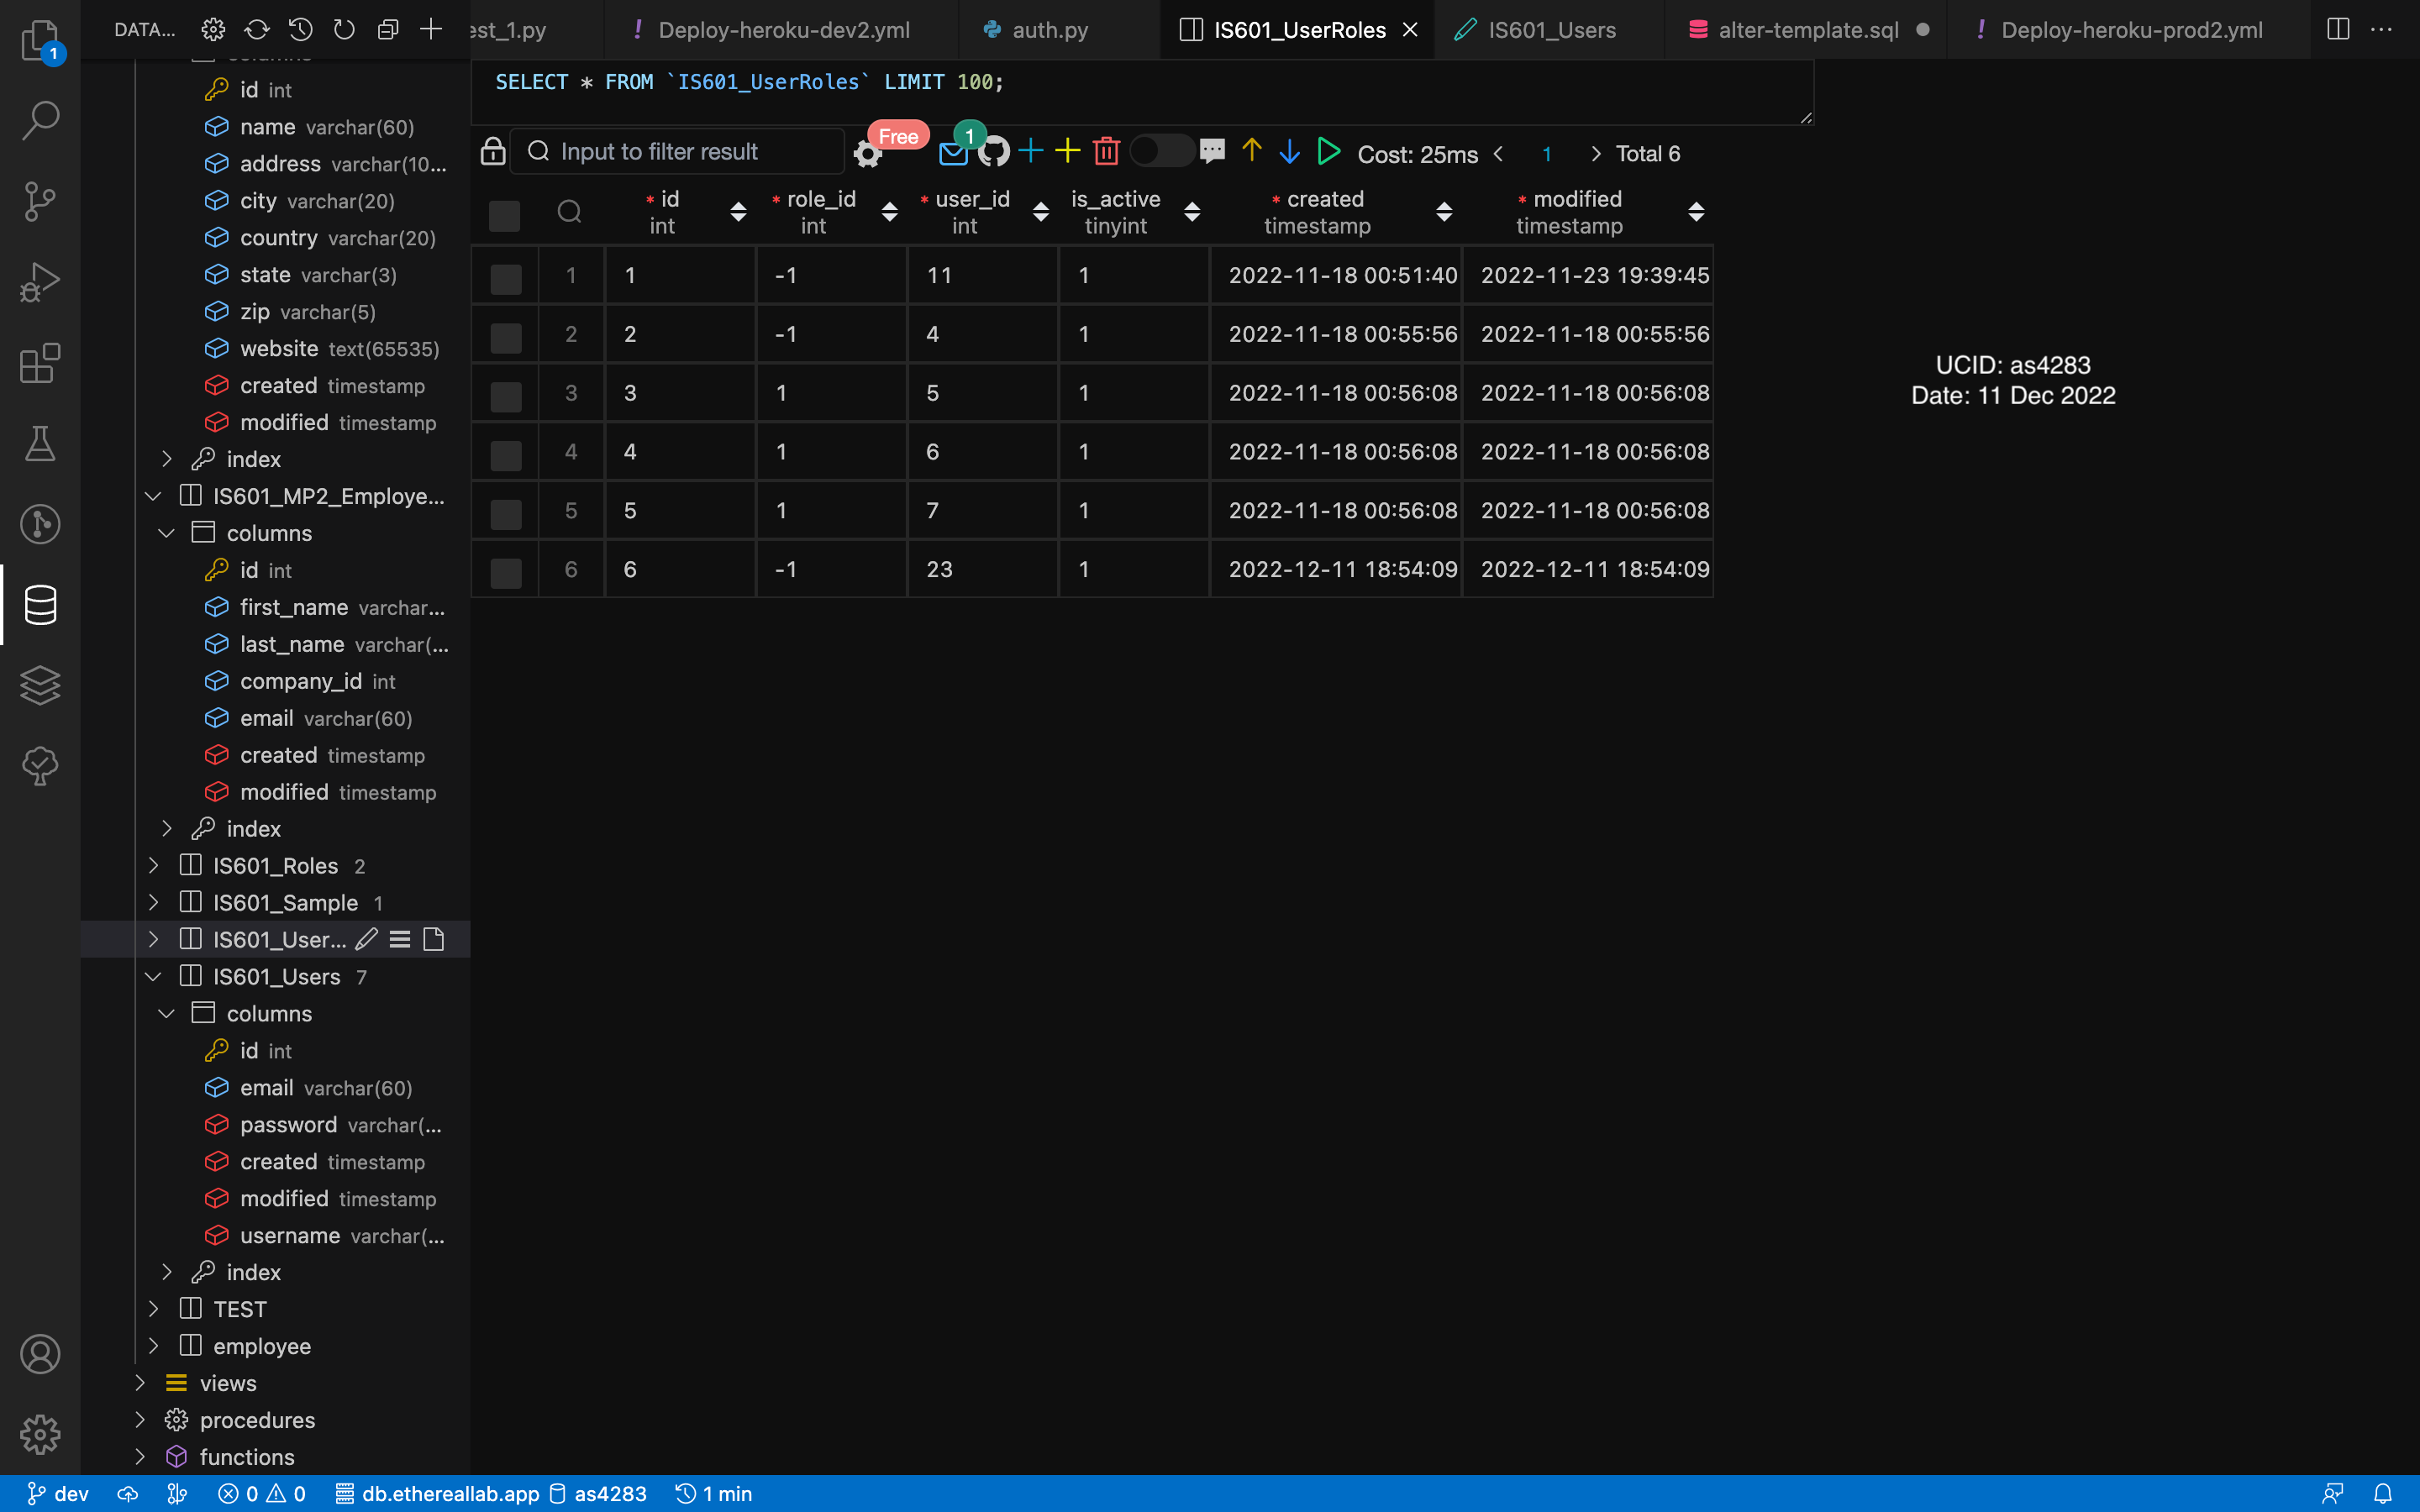 DATA...
est_1.py
! Deploy-heroku-dev2.yml
auth.py
IS601_UserRoles
IS601_Users
alter-template.sql
! Deploy-heroku-prod2.yml
1
SELECT * FROM `IS601_UserRoles` LIMIT 100;
Input to filter result
Free
1
Cost: 25ms
1
Total 6
* id int
* role_id int
* user_id int
is_active tinyint
* created timestamp
* modified timestamp
1 1 -1 11 1 2022-11-18 00:51:40 2022-11-23 19:39:45
2 2 -1 4 1 2022-11-18 00:55:56 2022-11-18 00:55:56
3 3 1 5 1 2022-11-18 00:56:08 2022-11-18 00:56:08
4 4 1 6 1 2022-11-18 00:56:08 2022-11-18 00:56:08
5 5 1 7 1 2022-11-18 00:56:08 2022-11-18 00:56:08
6 6 -1 23 1 2022-12-11 18:54:09 2022-12-11 18:54:09
UCID: as4283
Date: 11 Dec 2022
id int
name varchar(60)
address varchar(10...
city varchar(20)
country varchar(20)
state varchar(3)
zip varchar(5)
website text(65535)
created timestamp
modified timestamp
index
IS601_MP2_Employe...
columns
id int
first_name varchar...
last_name varchar(...
company_id int
email varchar(60)
created timestamp
modified timestamp
index
IS601_Roles 2
IS601_Sample 1
IS601_User...
IS601_Users 7
columns
id int
email varchar(60)
password varchar(...
created timestamp
modified timestamp
username varchar(...
index
TEST
employee
views
procedures
functions
dev
0
0
db.ethereallab.app
as4283
1 min